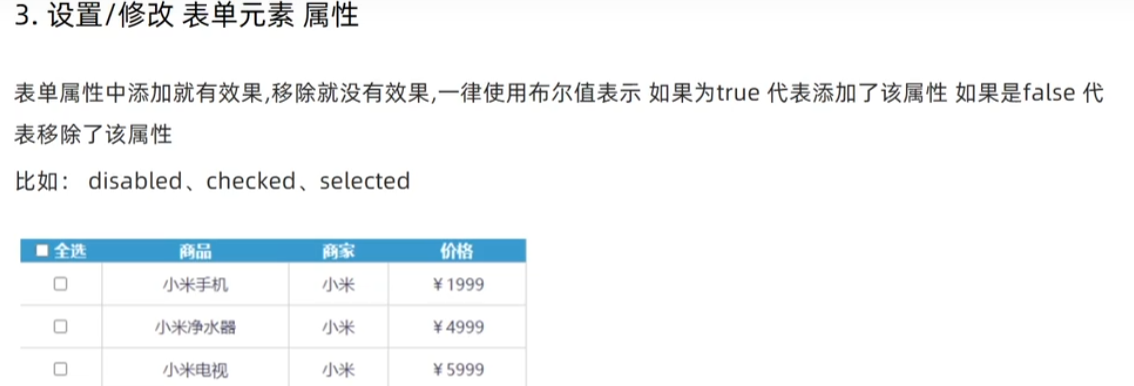 3. 设置/修改 表单元素 属性
表单属性中添加就有效果,移除就没有效果,一律使用布尔值表示 如果为true 代表添加了该属性 如果是false 代
表移除了该属性
比如： disabled、checked、selected
全选 商品 商家 价格
小米手机 小米 ￥1999
小米净水器 小米 ￥4999
小米电视 小米 ￥5999